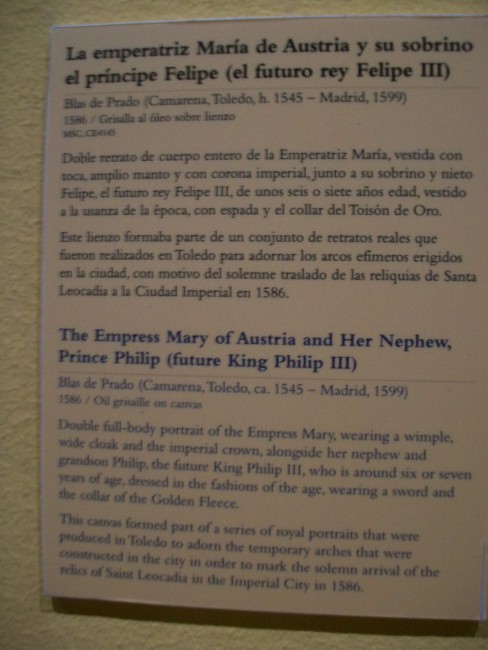 La emperatriz María de Austria y su sobrino
el príncipe Felipe (el futuro rey Felipe III)
Blas de Prado (Camarena, Toledo, h. 1545 – Madrid, 1599)
1586 / Grisalla al óleo sobre lienzo
MSC, CE4145
Doble retrato de cuerpo entero de la Emperatriz María, vestida con
toca, amplio manto y con corona imperial, junto a su sobrino y nieto
Felipe, el futuro rey Felipe III, de unos seis o siete años edad, vestido
a la usanza de la época, con espada y el collar del Toisón de Oro.
Este lienzo formaba parte de un conjunto de retratos reales que
fueron realizados en Toledo para adornar los arcos efímeros erigidos
en la ciudad, con motivo del solemne traslado de las reliquias de Santa
Leocadia a la Ciudad Imperial en 1586.
The Empress Mary of Austria and Her Nephew,
Prince Philip (future King Philip III)
Blas de Prado (Camarena, Toledo, ca. 1545 – Madrid, 1599)
1586 / Oil grisaille on canvas
Double full-body portrait of the Empress Mary, wearing a wimple,
wide cloak and the imperial crown, alongside her nephew and
grandson Philip, the future King Philip III, who is around six or seven
years of age, dressed in the fashions of the age, wearing a sword and
the collar of the Golden Fleece.
This canvas formed part of a series of royal portraits that were
produced in Toledo to adorn the temporary arches that were
constructed in the city in order to mark the solemn arrival of the
relics of Saint Leocadia in the Imperial City in 1586.